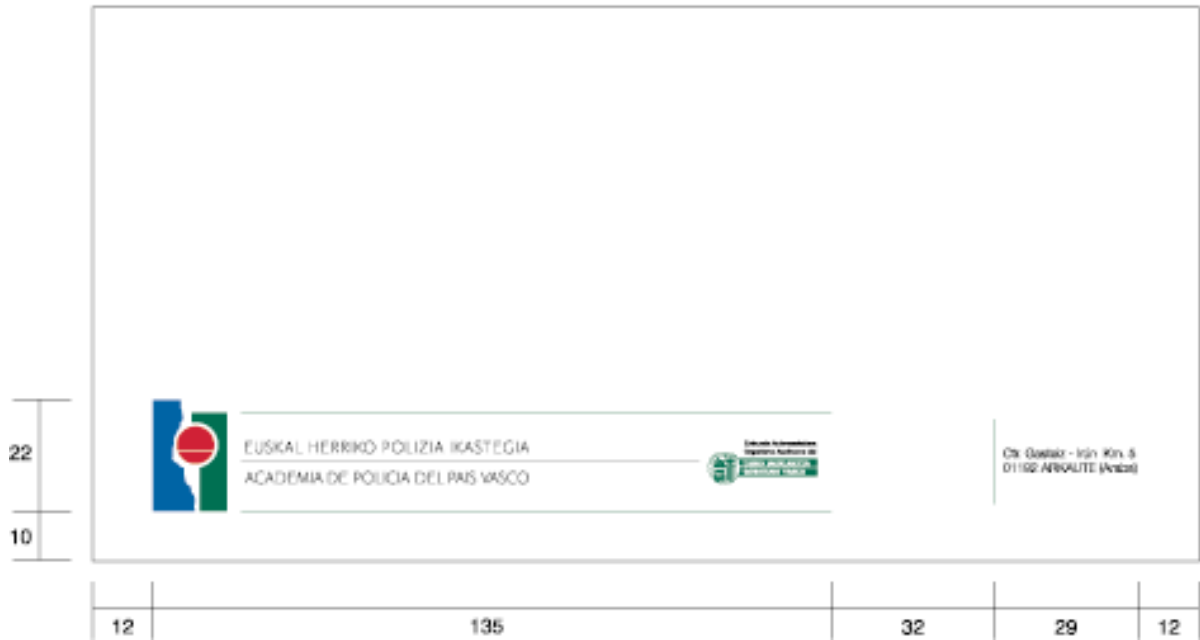 EUSKAL HERRIKO POLIZIA IKASTEGIA
ACADEMIA DE POLICIA DEL PAIS VASCO
Ctr. Gasteiz - Irún Km. 5
01192 ARKAUTE (Araba)
22
10
12
135
32
29
12